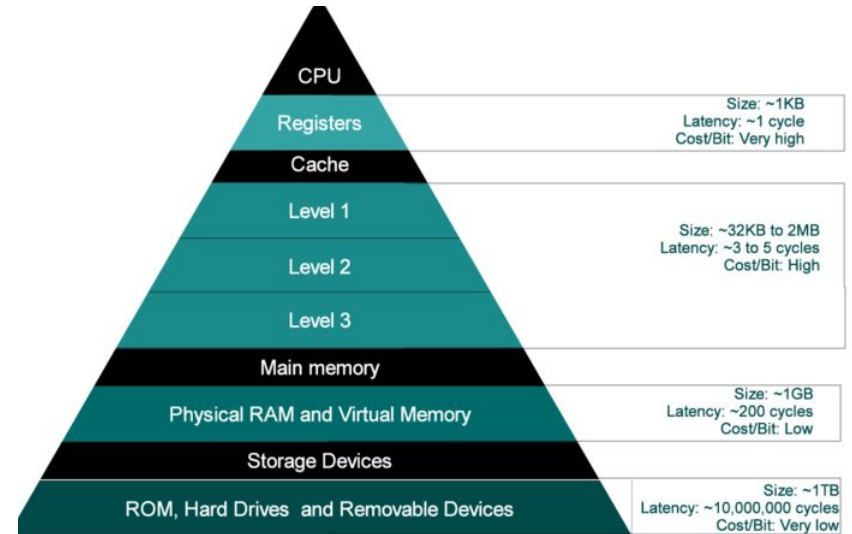 CPU
Registers
Size: ~1KB
Latency: ~1 cycle
Cost/Bit: Very high
Cache
Level 1
Level 2
Level 3
Size: ~32KB to 2MB
Latency: ~3 to 5 cycles
Cost/Bit: High
Main memory
Physical RAM and Virtual Memory
Size: ~1GB
Latency: ~200 cycles
Cost/Bit: Low
Storage Devices
ROM, Hard Drives and Removable Devices
Size: ~1TB
Latency: ~10,000,000 cycles
Cost/Bit: Very low